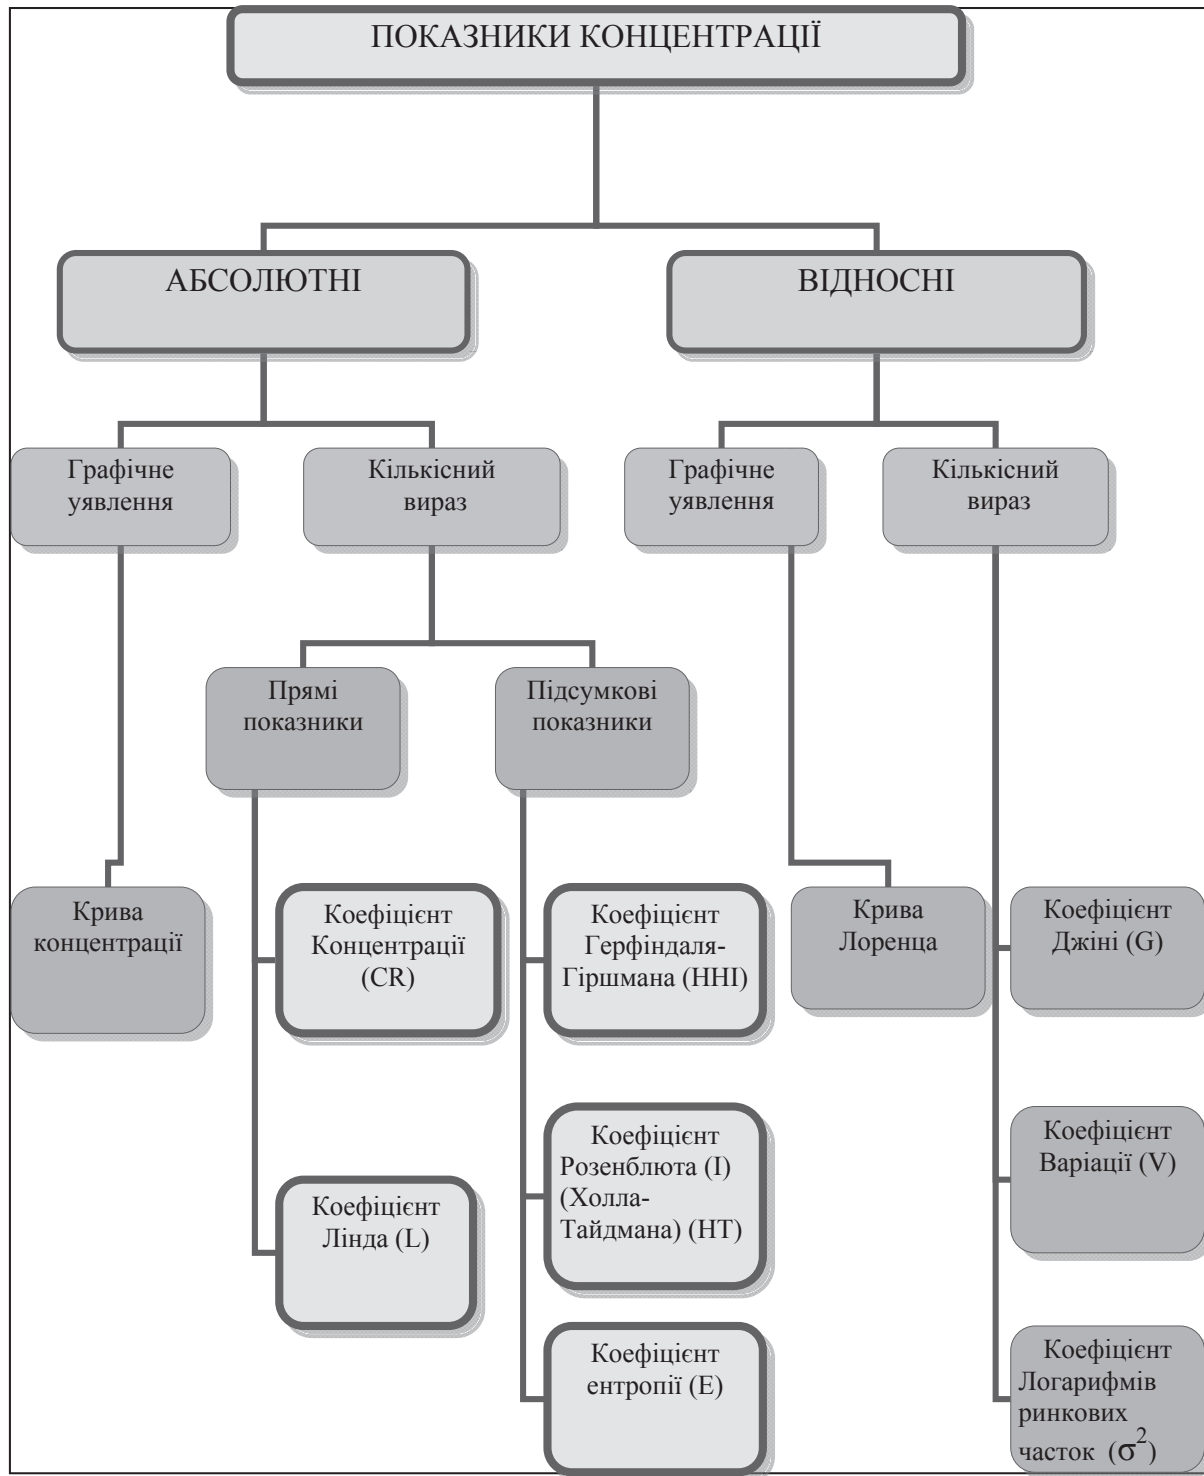 ПОКАЗНИКИ КОНЦЕНТРАЦІЇ
АБСОЛЮТНІ
ВІДНОСНІ
Графічне
уявлення
Кількісний
вираз
Графічне
уявлення
Кількісний
вираз
Прямі
показники
Підсумкові
показники
Крива
концентрації
Коефіцієнт
Концентрації
(CR)
Коефіцієнт
Герфіндаля-
Гіршмана (HHI)
Крива
Лоренца
Коефіцієнт
Джіні (G)
Коефіцієнт
Лінда (L)
Коефіцієнт
Розенблюта (I)
(Холла-
Тайдмана) (HT)
Коефіцієнт
Варіації (V)
Коефіцієнт
ентропії (E)
Коефіцієнт
Логарифмів
ринкових
часток (σ²)